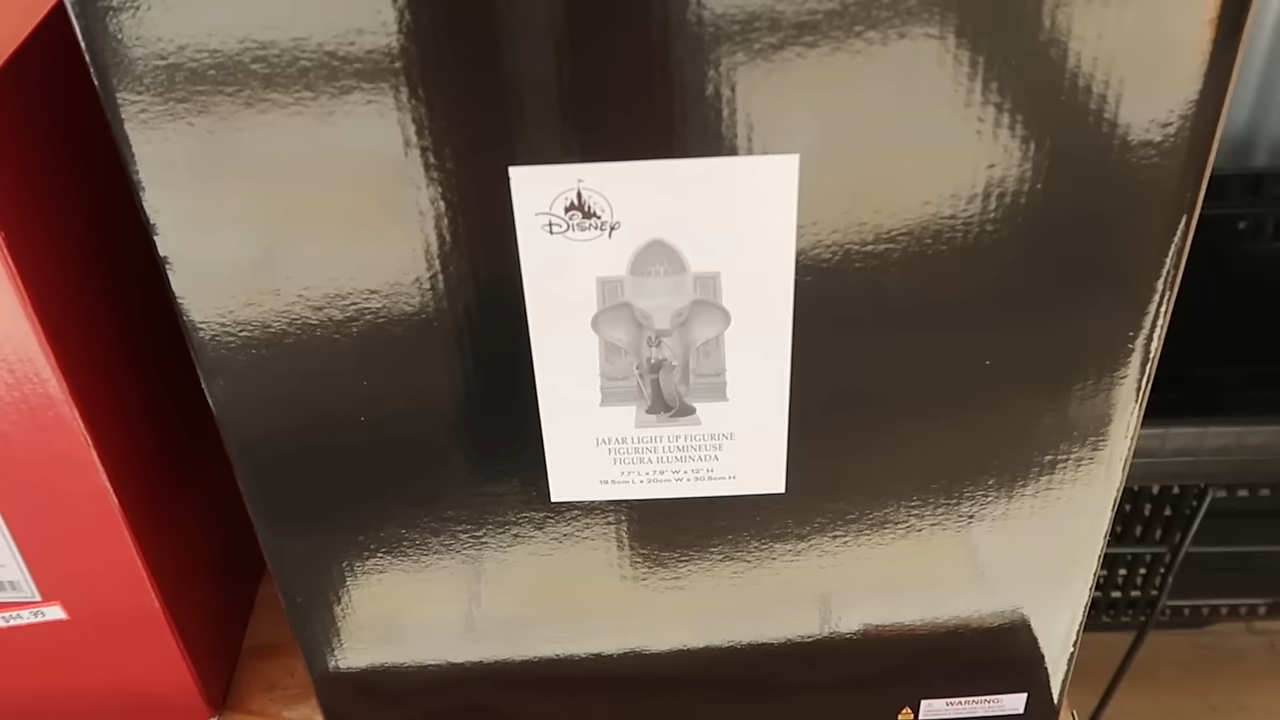 Disney
JAFAR LIGHT UP FIGURINE
FIGURINE LUMINEUSE
FIGURA ILUMINADA
7.7" L x 7.9" W x 12" H
19.5cm L x 20cm W x 30.5cm H
$44.99
WARNING: